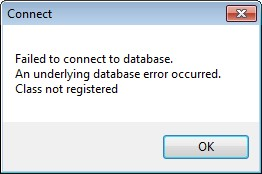 Connect
Failed to connect to database.
An underlying database error occurred.
Class not registered
OK